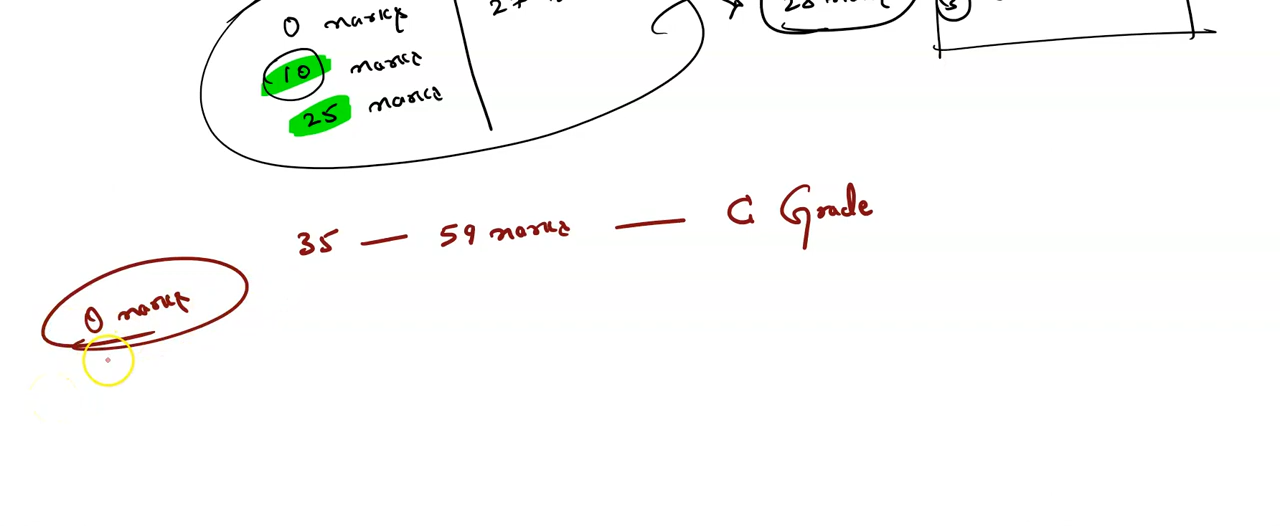 0 marks
10 marks
25 marks
35 — 59 marks — C Grade
0 marks